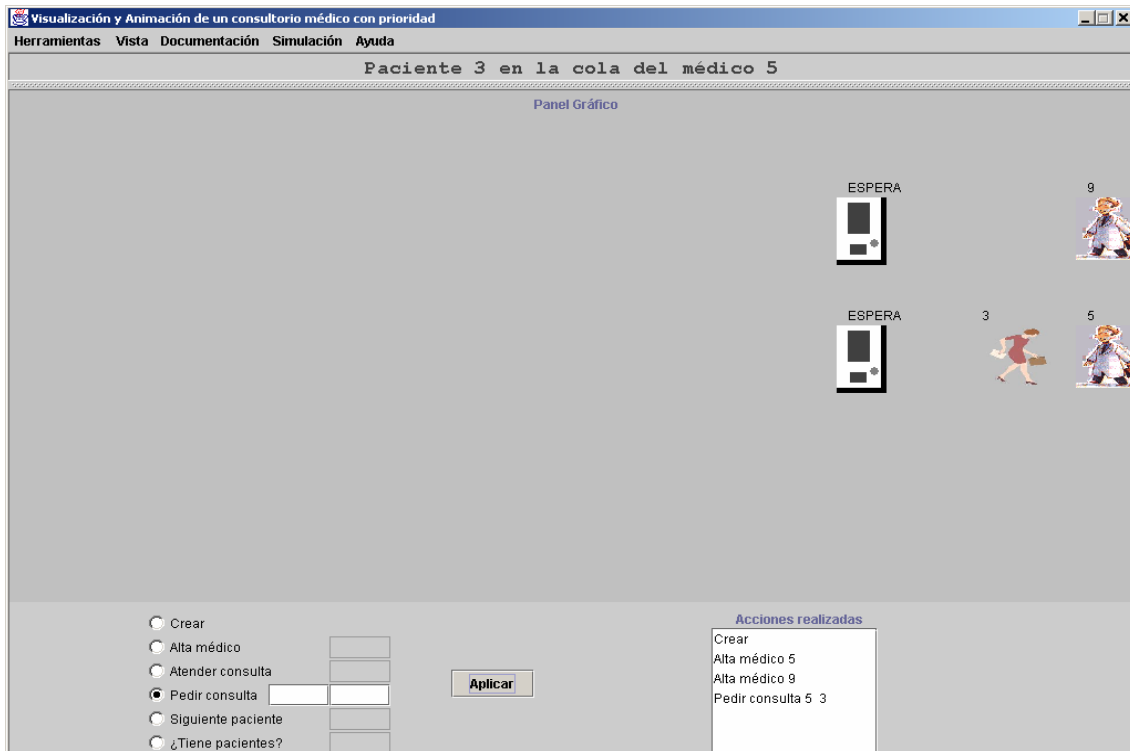 Visualización y Animación de un consultorio médico con prioridad
Herramientas Vista Documentación Simulación Ayuda
Paciente 3 en la cola del médico 5
Panel Gráfico
ESPERA 9
ESPERA 3 5
Crear
Alta médico
Atender consulta
Pedir consulta
Siguiente paciente
¿Tiene pacientes?
Aplicar
Acciones realizadas
Crear
Alta médico 5
Alta médico 9
Pedir consulta 5 3